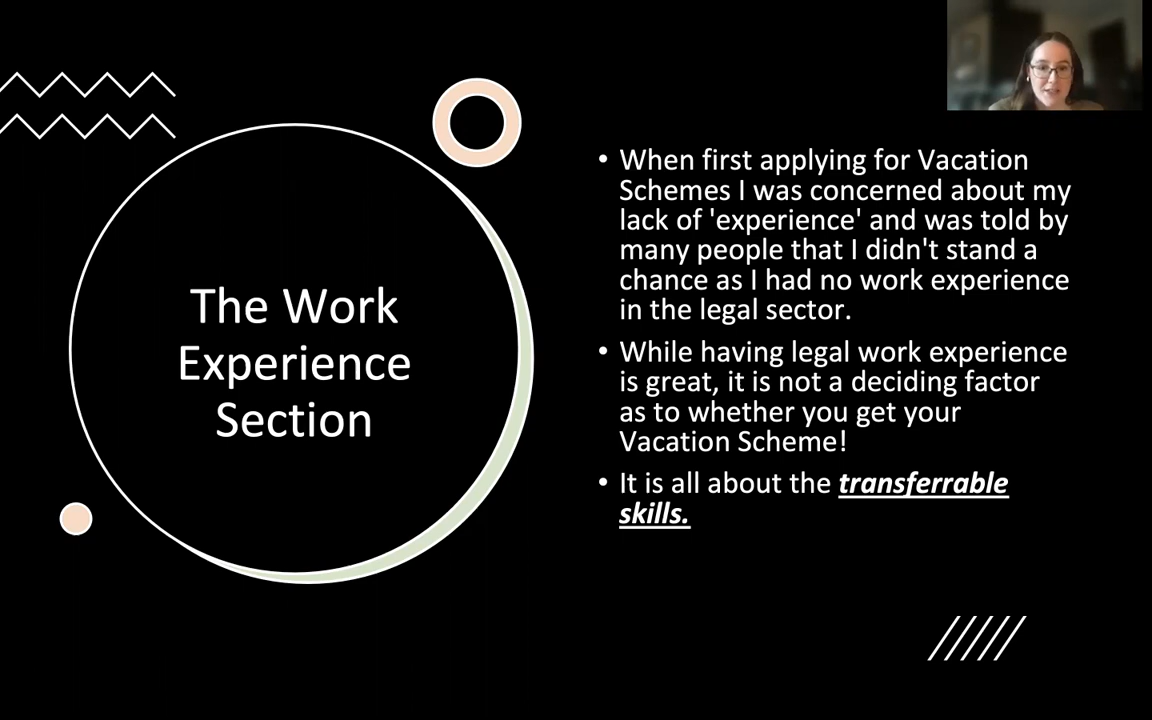 The Work
Experience
Section
• When first applying for Vacation
Schemes I was concerned about my
lack of 'experience' and was told by
many people that I didn't stand a
chance as I had no work experience
in the legal sector.
• While having legal work experience
is great, it is not a deciding factor
as to whether you get your
Vacation Scheme!
• It is all about the transferrable
skills.